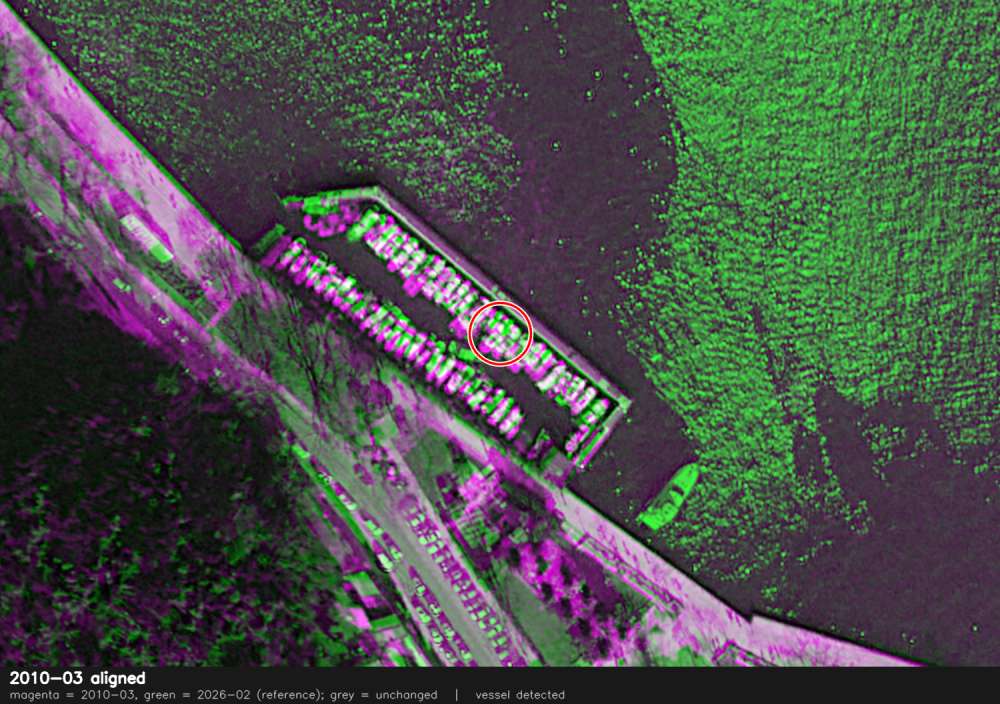 2010-03 aligned
magenta = 2010-03, green = 2026-02 (reference); grey = unchanged | vessel detected